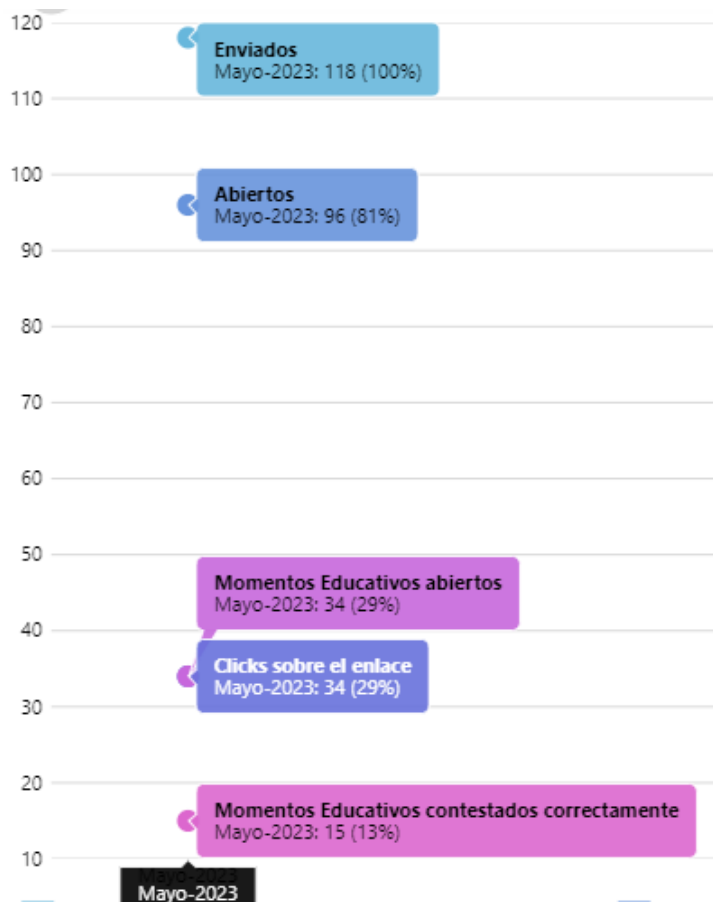 120
Enviados
Mayo-2023: 118 (100%)
110
100
Abiertos
Mayo-2023: 96 (81%)
90
80
70
60
50
Momentos Educativos abiertos
Mayo-2023: 34 (29%)
40
Clicks sobre el enlace
Mayo-2023: 34 (29%)
30
20
Momentos Educativos contestados correctamente
Mayo-2023: 15 (13%)
10
Mayo-2023
Mayo-2023